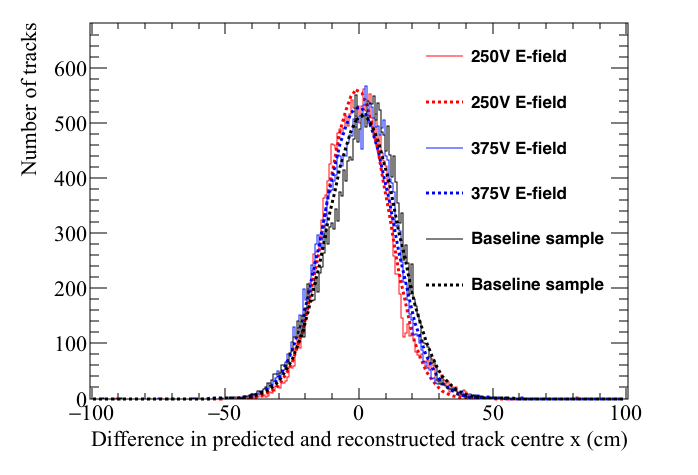 Number of tracks
600
500
400
300
200
100
0
250V E-field
250V E-field
375V E-field
375V E-field
Baseline sample
Baseline sample
−100
−50
0
50
100
Difference in predicted and reconstructed track centre x (cm)